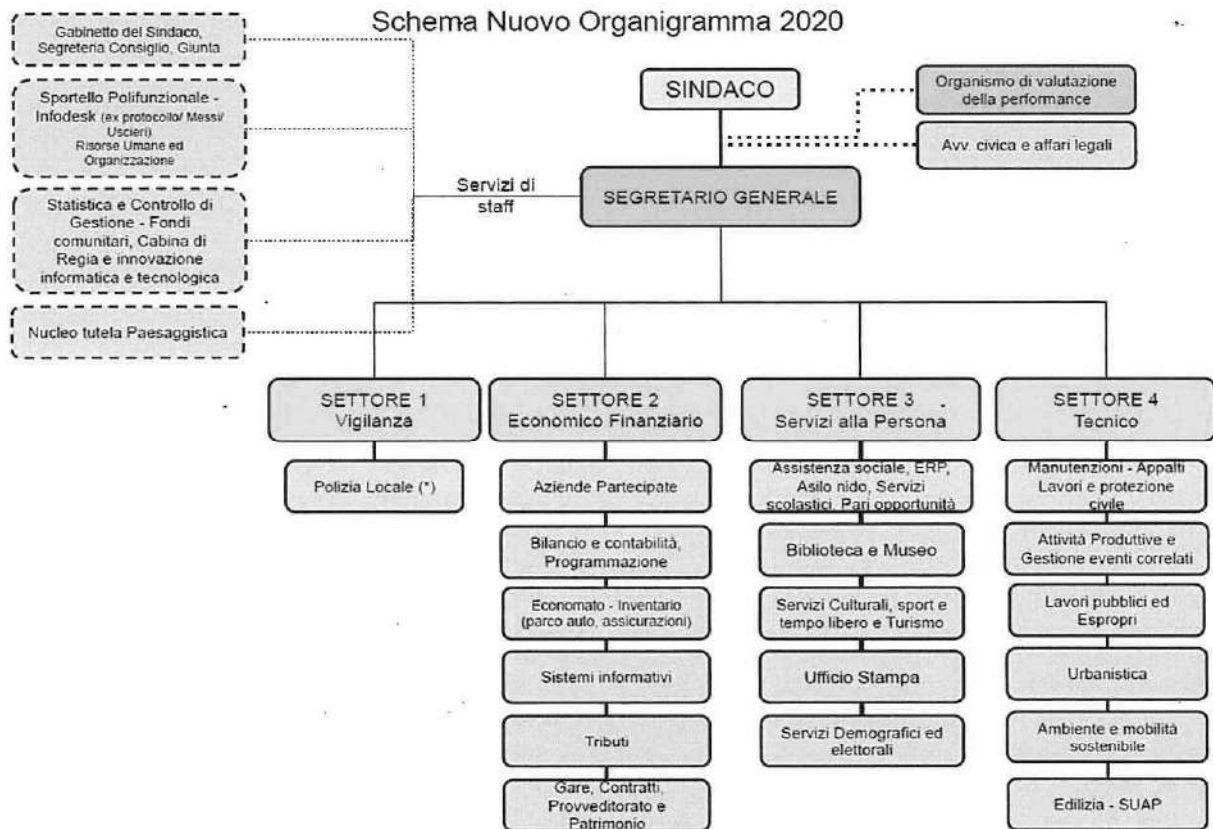 Schema Nuovo Organigramma 2020
Gabinetto del Sindaco,
Segreteria Consiglio, Giunta
Sportello Polifunzionale -
Infodesk (ex protocollo/ Messi/
Uscieri)
Risorse Umane ed
Organizzazione
Statistica e Controllo di
Gestione - Fondi
comunitari, Cabina di
Regia e innovazione
informatica e tecnologica
Nucleo tutela Paesaggistica
SINDACO
Organismo di valutazione
della performance
Avv. civica e affari legali
Servizi di
staff
SEGRETARIO GENERALE
SETTORE 1
Vigilanza
Polizia Locale (*)
SETTORE 2
Economico Finanziario
Aziende Partecipate
Bilancio e contabilità,
Programmazione
Economato - Inventario
(parco auto, assicurazioni)
Sistemi informativi
Tributi
Gare, Contratti,
Provveditorato e
Patrimonio
SETTORE 3
Servizi alla Persona
Assistenza sociale, ERP,
Asilo nido, Servizi
scolastici, Pari opportunità
Biblioteca e Museo
Servizi Culturali, sport e
tempo libero e Turismo
Ufficio Stampa
Servizi Demografici ed
elettorali
SETTORE 4
Tecnico
Manutenzioni - Appalti
Lavori e protezione
civile
Attività Produttive e
Gestione eventi correlati
Lavori pubblici ed
Espropri
Urbanistica
Ambiente e mobilità
sostenibile
Edilizia - SUAP